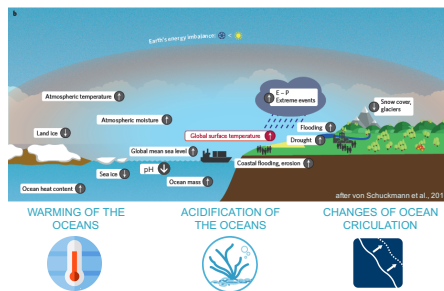 b
Earth's energy imbalance: <
Atmospheric temperature
Atmospheric moisture
E – P
Extreme events
Snow cover,
glaciers
Land ice
Global surface temperature
Flooding
Drought
Global mean sea level
pH
Sea ice
Ocean mass
Coastal flooding, erosion
Ocean heat content
after von Schuckmann et al., 201
WARMING OF THE
OCEANS
ACIDIFICATION OF
THE OCEANS
CHANGES OF OCEAN
CRICULATION